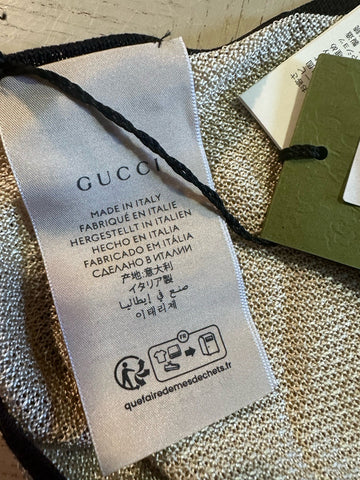 GUCCI
MADE IN ITALY
FABRIQUÉ EN ITALIE
HERGESTELLT IN ITALIEN
HECHO EN ITALIA
FABRICADO EM ITÁLIA
СДЕЛАНО В ИТАЛИИ
产地:意大利
イタリア製
صنع في إيطاليا
이태리제
FR
quefairedemesdechets.fr